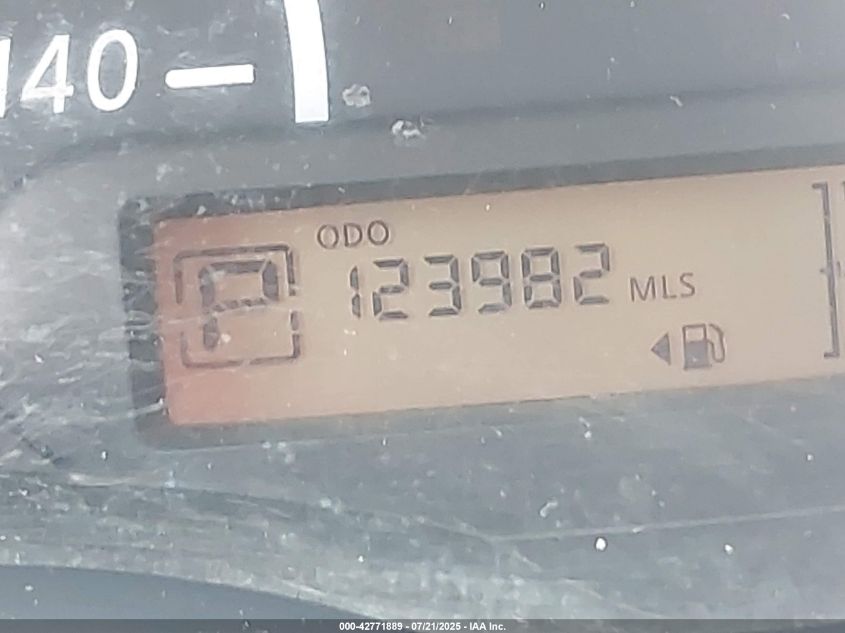 140
ODO
P 123982 MLS
000-42771889 - 07/21/2025 - IAA Inc.